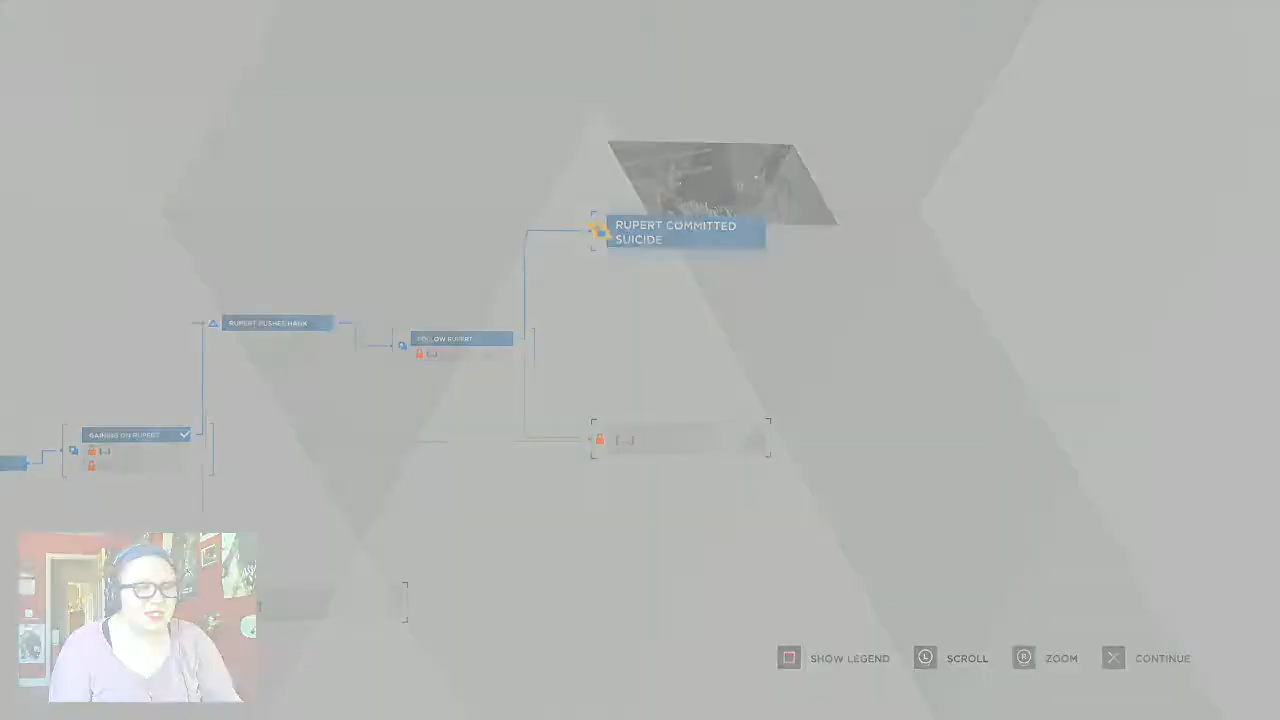 RUPERT COMMITTED
SUICIDE
RUPERT PUSHES HANK
FOLLOW RUPERT
[...]
GAINING ON RUPERT
[...]
[...]
SHOW LEGEND
L SCROLL
R ZOOM
CONTINUE